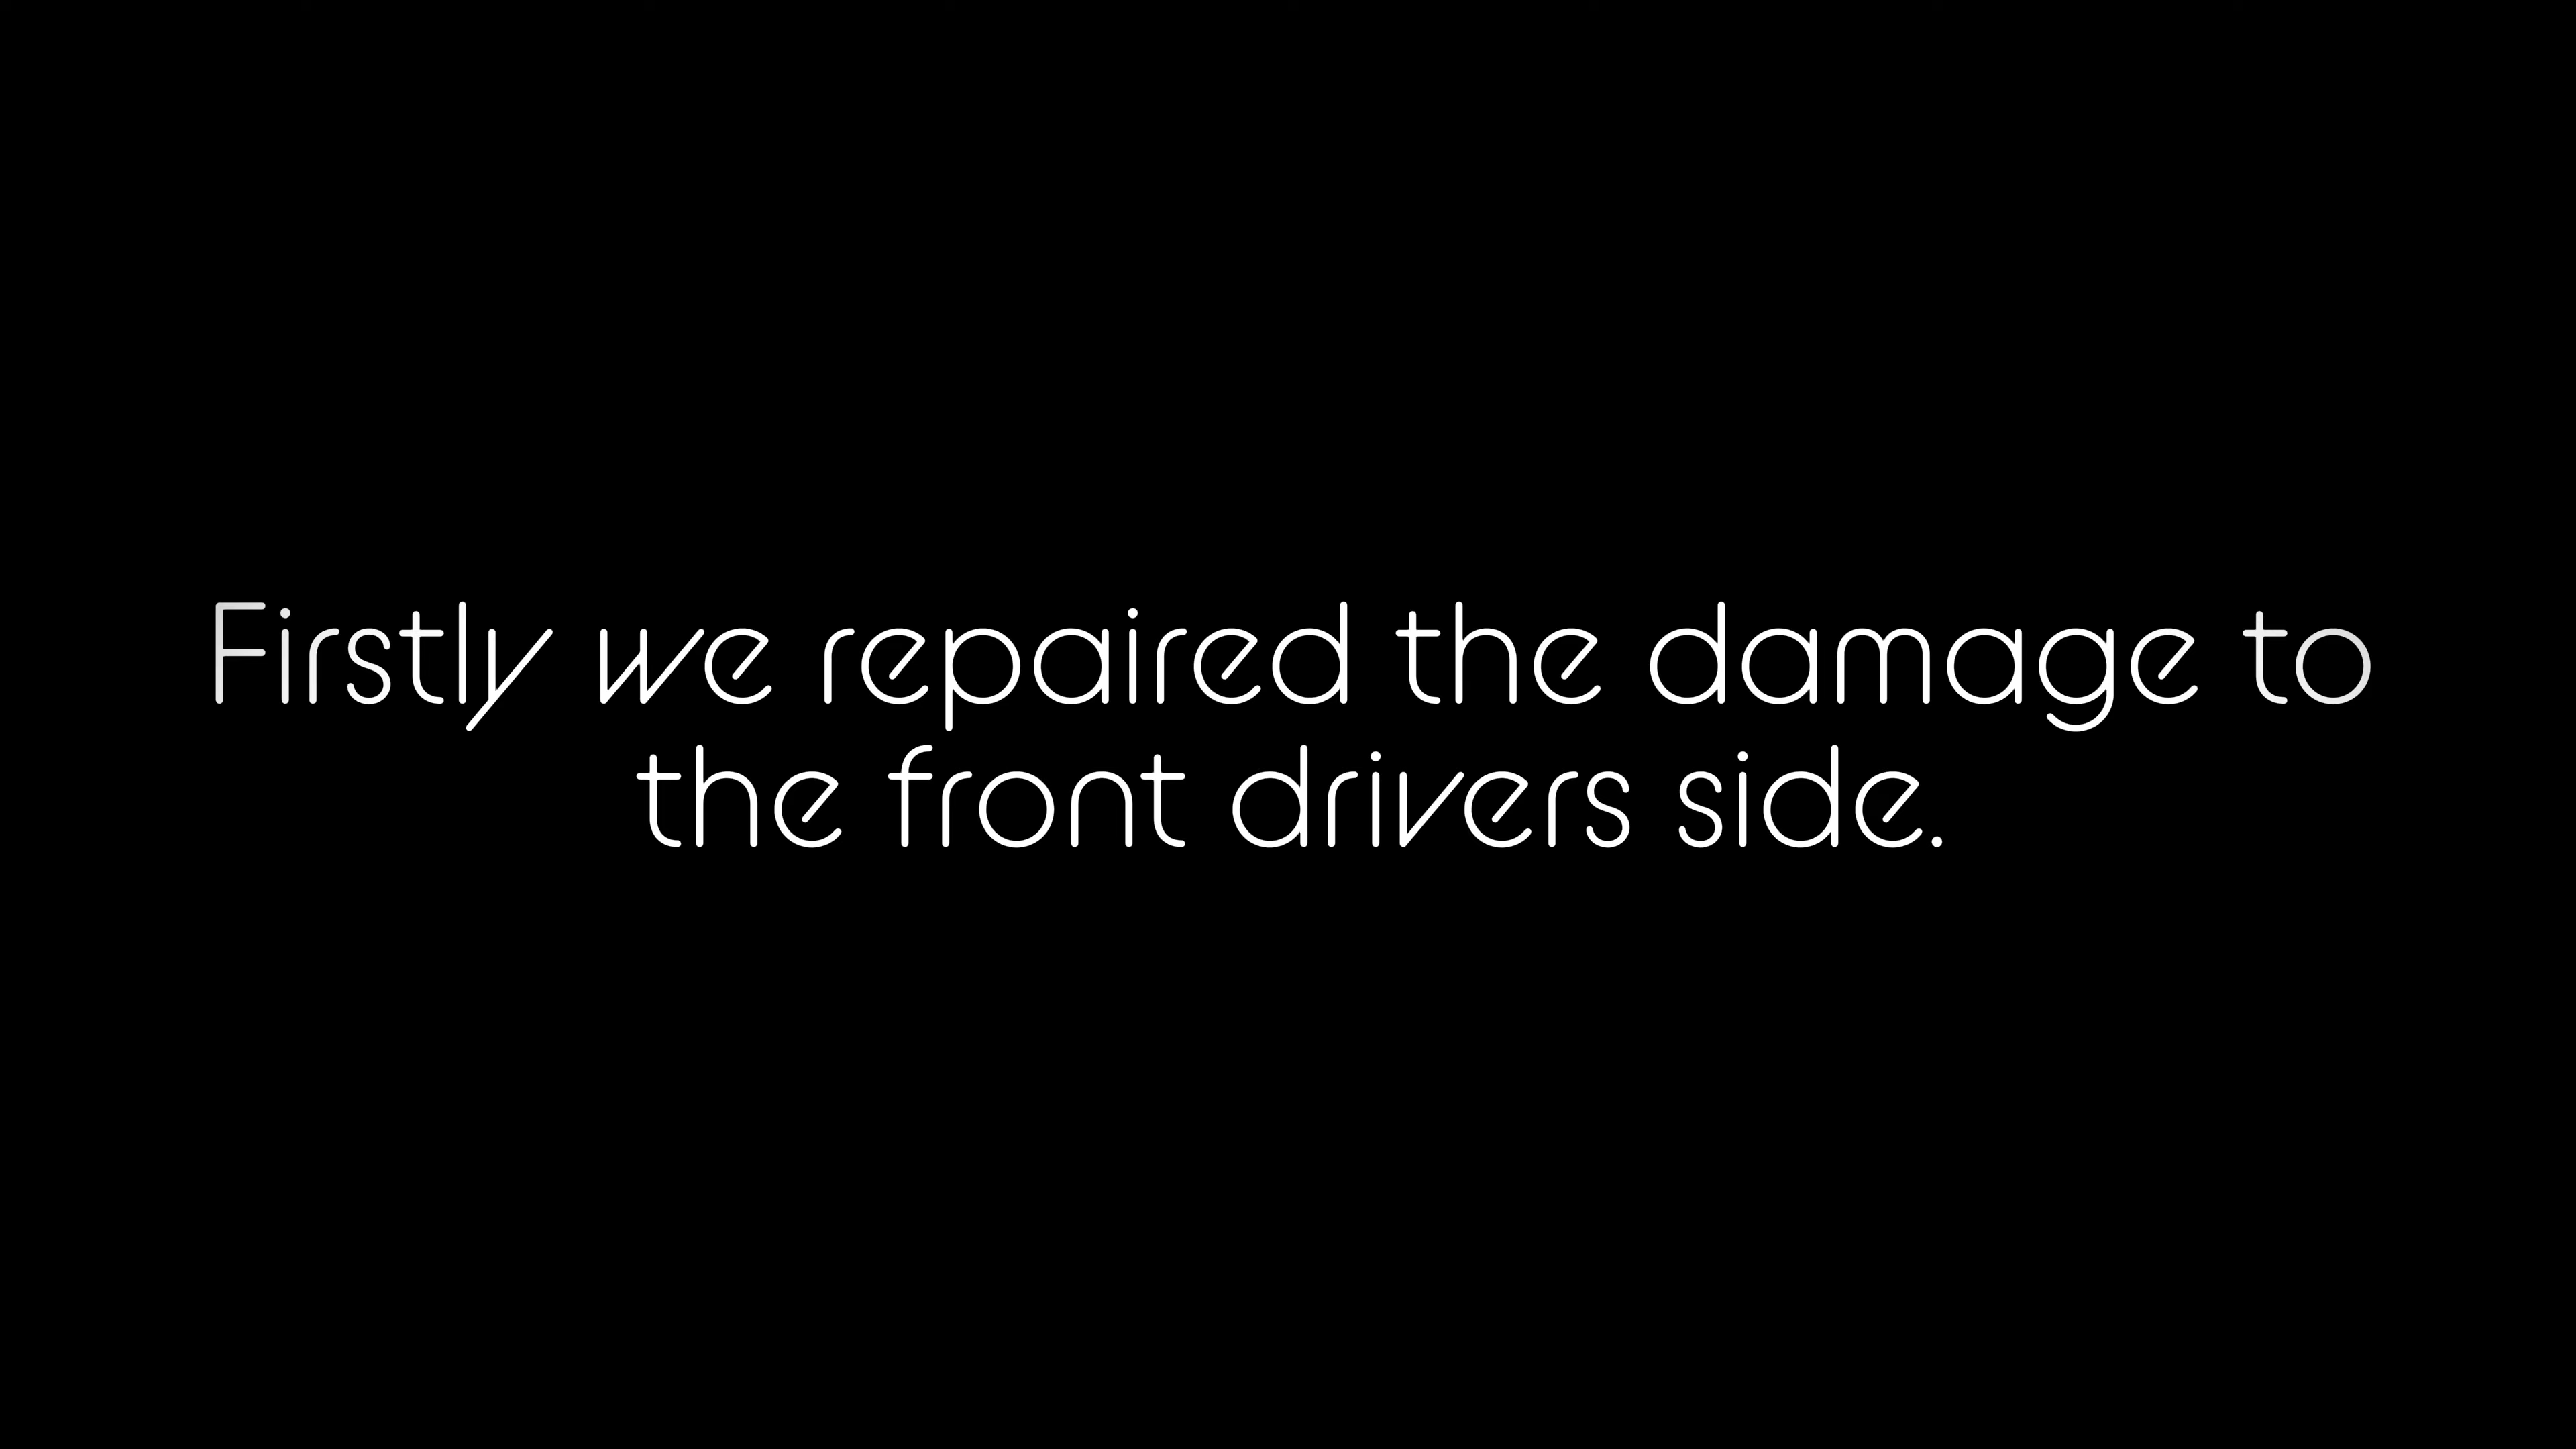 Firstly we repaired the damage to
the front drivers side.